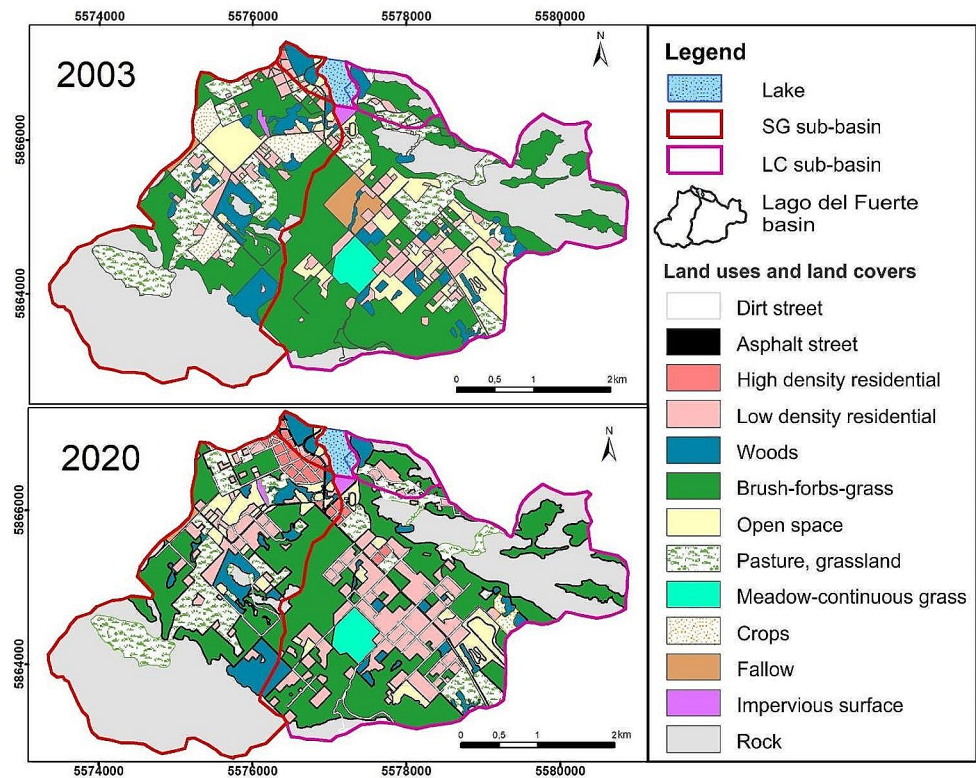 5574000 5576000 5578000 5580000
2003
N
5866000
5864000
0 0,5 1 2 km
2020
N
5866000
5864000
0 0,5 1 2 km
5574000 5576000 5578000 5580000
Legend
Lake
SG sub-basin
LC sub-basin
Lago del Fuerte
basin
Land uses and land covers
Dirt street
Asphalt street
High density residential
Low density residential
Woods
Brush-forbs-grass
Open space
Pasture, grassland
Meadow-continuous grass
Crops
Fallow
Impervious surface
Rock